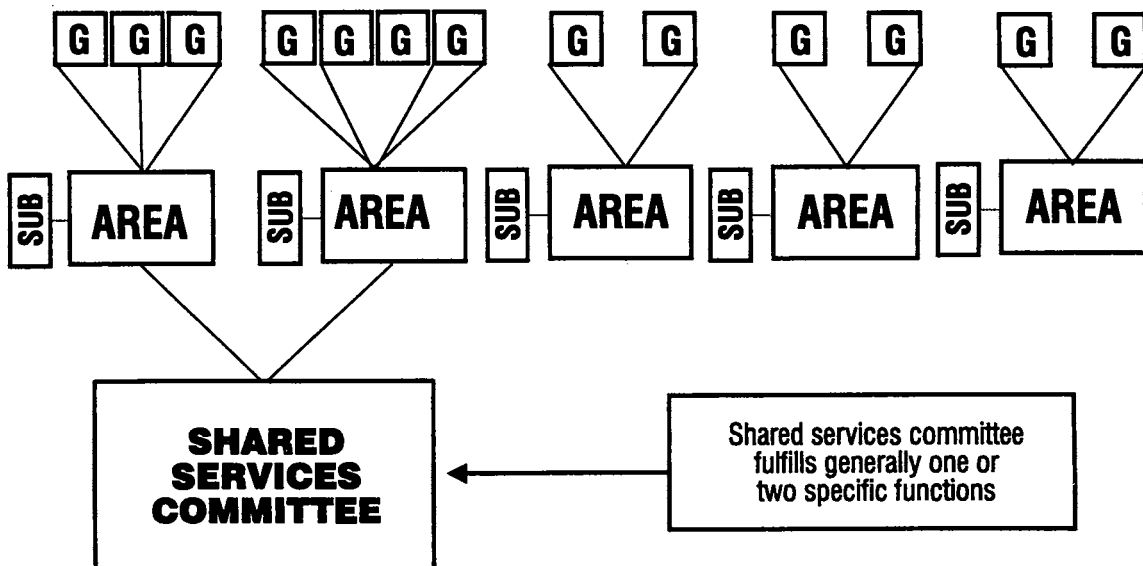 G G G G G G G G G G G G G
SUB AREA SUB AREA SUB AREA SUB AREA SUB AREA
SHARED
SERVICES
COMMITTEE
Shared services committee
fulfills generally one or
two specific functions